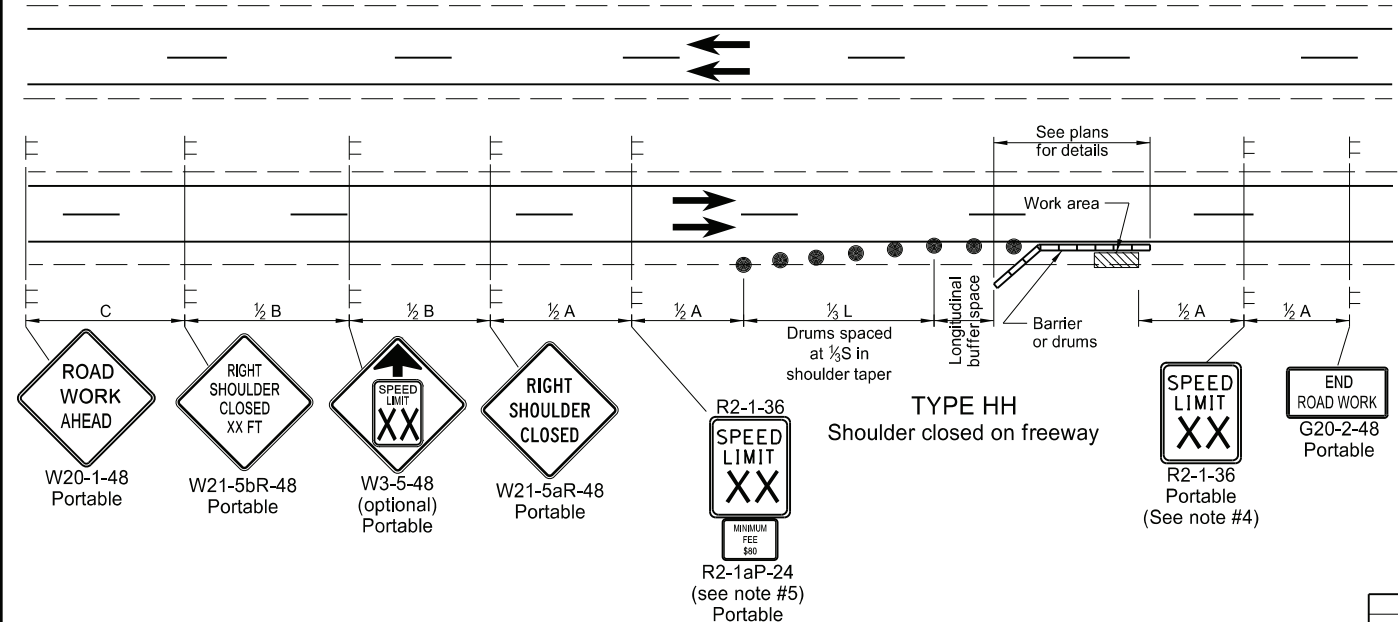 See plans
for details
Work area
C
½ B
½ B
½ A
½ A
⅓ L
Drums spaced
at ⅓S in
shoulder taper
Longitudinal
buffer space
Barrier
or drums
½ A
½ A
ROAD
WORK
AHEAD
W20-1-48
Portable
RIGHT
SHOULDER
CLOSED
XX FT
W21-5bR-48
Portable
SPEED
LIMIT
XX
W3-5-48
(optional)
Portable
RIGHT
SHOULDER
CLOSED
W21-5aR-48
Portable
R2-1-36
SPEED
LIMIT
XX
MINIMUM
FEE
$80
R2-1aP-24
(see note #5)
Portable
TYPE HH
Shoulder closed on freeway
SPEED
LIMIT
XX
R2-1-36
Portable
(See note #4)
END
ROAD WORK
G20-2-48
Portable